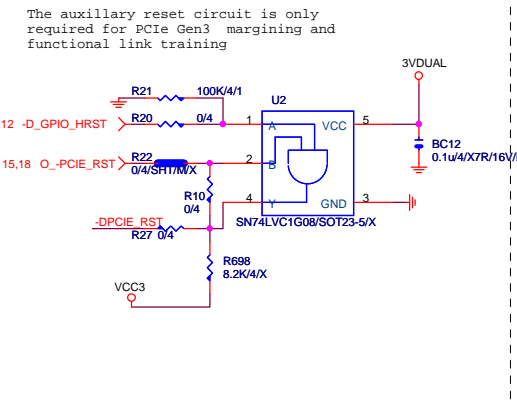 The auxillary reset circuit is only
required for PCIe Gen3 margining and
functional link training
3VDUAL
R21 100K/4/1
U2
12 -D_GPIO_HRST
R20 0/4
1 A VCC 5
BC12
0.1u/4/X7R/16V/
15,18 O_-PCIE_RST
R22
0/4/SHT/M/X
2 B
R10
0/4
4 Y GND 3
SN74LVC1G08/SOT23-5/X
-DPCIE_RST
R27 0/4
R698
8.2K/4/X
VCC3